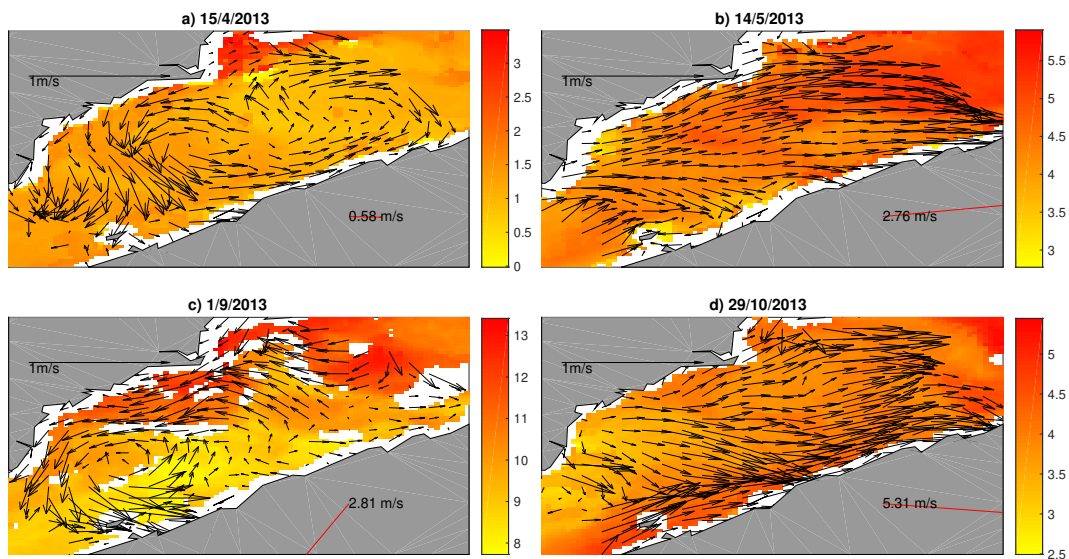 a) 15/4/2013
1m/s
0.58 m/s
3
2.5
2
1.5
1
0.5
0
b) 14/5/2013
1m/s
2.76 m/s
5.5
5
4.5
4
3.5
3
c) 1/9/2013
1m/s
2.81 m/s
13
12
11
10
9
8
d) 29/10/2013
1m/s
5.31 m/s
5
4.5
4
3.5
3
2.5